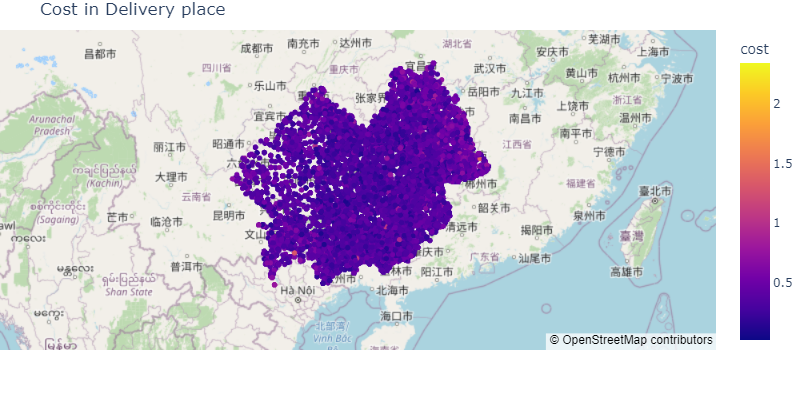 Cost in Delivery place
cost
2
1.5
1
0.5
昌都市
成都市
南充市
达州市
湖北省
宜昌
武汉市
安庆市
芜湖市
上海市
四川省
重庆市
黄山市
杭州市
宁波市
乐山市
张家界
岳阳市
九江市
浙江省
Arunachal
Pradesh
宜宾市
南昌市
上饶市
温州市
丽江市
昭通市
江西省
南平市
宁德市
(Kachin)
大理市
云南省
郴州市
福建省
台北市
(Sagaing)
芒市
临沧市
昆明市
韶关市
泉州市
文山
清远市
揭阳市
臺灣
普洱市
广东省
汕尾市
高雄市
Shan State
Hà Nội
林市
阳江市
北海市
海口市
北部湾/
Vịnh Bắc
© OpenStreetMap contributors